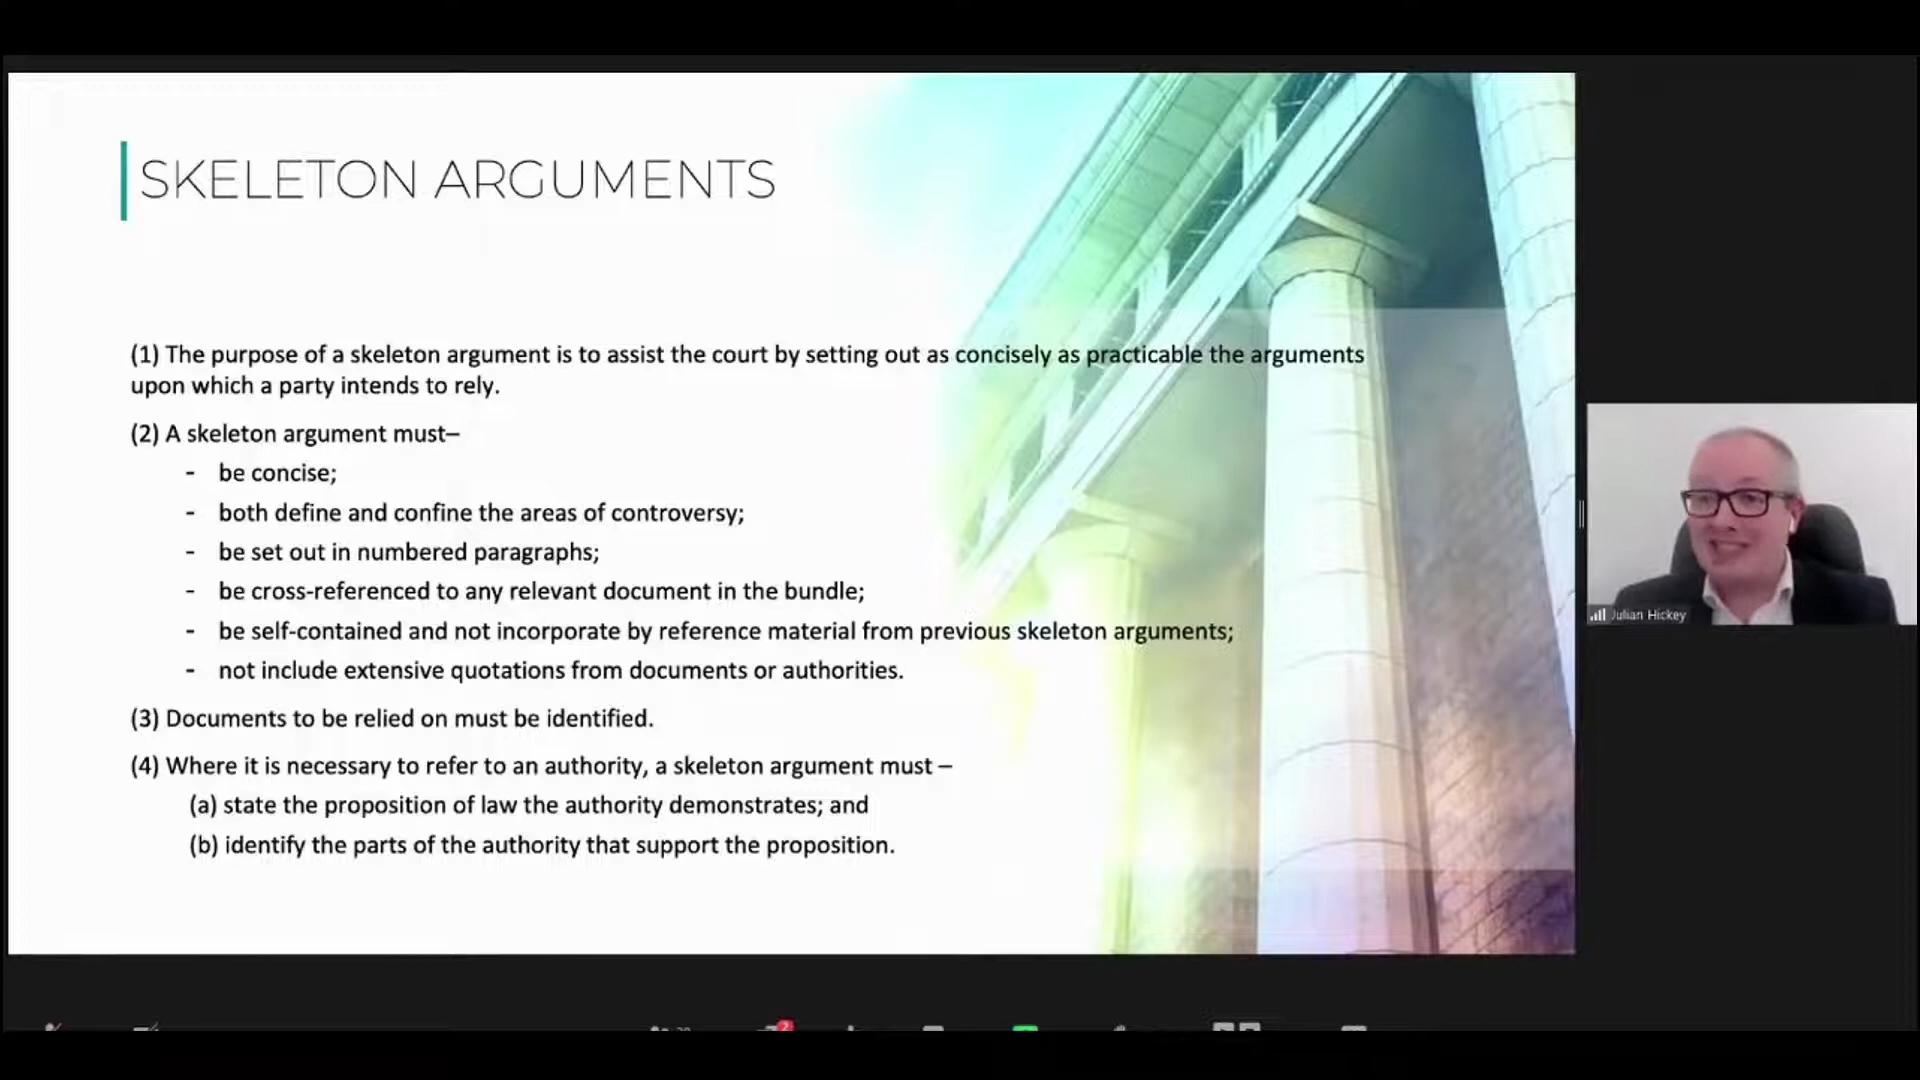 SKELETON ARGUMENTS
(1) The purpose of a skeleton argument is to assist the court by setting out as concisely as practicable the arguments
upon which a party intends to rely.
(2) A skeleton argument must–
- be concise;
- both define and confine the areas of controversy;
- be set out in numbered paragraphs;
- be cross-referenced to any relevant document in the bundle;
- be self-contained and not incorporate by reference material from previous skeleton arguments;
- not include extensive quotations from documents or authorities.
(3) Documents to be relied on must be identified.
(4) Where it is necessary to refer to an authority, a skeleton argument must –
(a) state the proposition of law the authority demonstrates; and
(b) identify the parts of the authority that support the proposition.
Julian Hickey
2